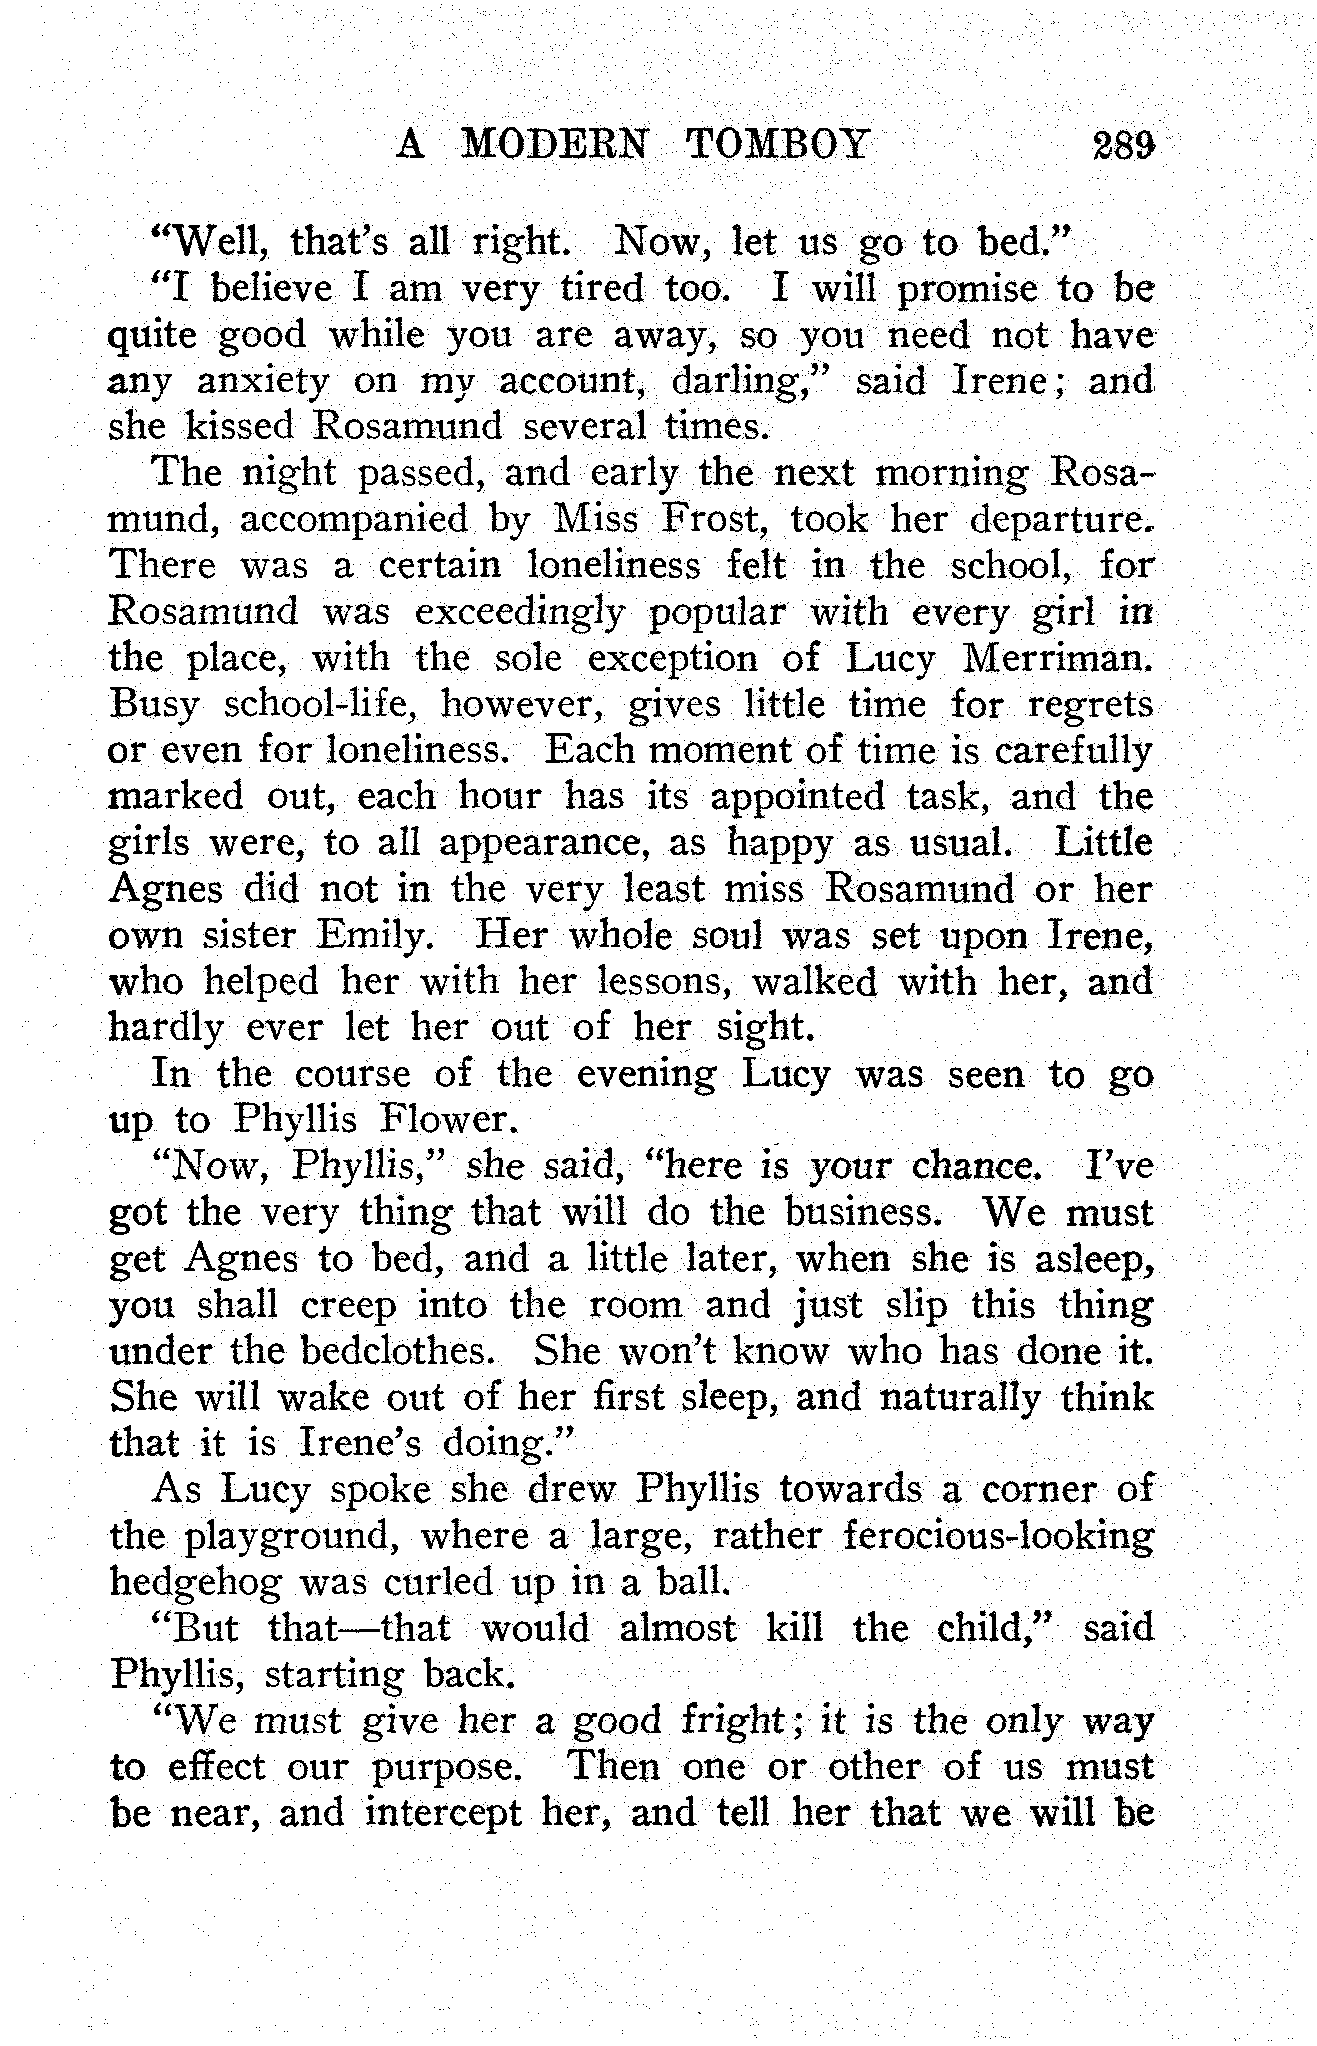 A MODERN TOMBOY 289
“Well, that’s all right. Now, let us go to bed.”
“I believe I am very tired too. I will promise to be
quite good while you are away, so you need not have
any anxiety on my account, darling,” said Irene; and
she kissed Rosamund several times.
The night passed, and early the next morning Rosa-
mund, accompanied by Miss Frost, took her departure.
There was a certain loneliness felt in the school, for
Rosamund was exceedingly popular with every girl in
the place, with the sole exception of Lucy Merriman.
Busy school-life, however, gives little time for regrets
or even for loneliness. Each moment of time is carefully
marked out, each hour has its appointed task, and the
girls were, to all appearance, as happy as usual. Little
Agnes did not in the very least miss Rosamund or her
own sister Emily. Her whole soul was set upon Irene,
who helped her with her lessons, walked with her, and
hardly ever let her out of her sight.
In the course of the evening Lucy was seen to go
up to Phyllis Flower.
“Now, Phyllis,” she said, “here is your chance. I’ve
got the very thing that will do the business. We must
get Agnes to bed, and a little later, when she is asleep,
you shall creep into the room and just slip this thing
under the bedclothes. She won’t know who has done it.
She will wake out of her first sleep, and naturally think
that it is Irene’s doing.”
As Lucy spoke she drew Phyllis towards a corner of
the playground, where a large, rather ferocious-looking
hedgehog was curled up in a ball.
“But that—that would almost kill the child,” said
Phyllis, starting back.
“We must give her a good fright; it is the only way
to effect our purpose. Then one or other of us must
be near, and intercept her, and tell her that we will be